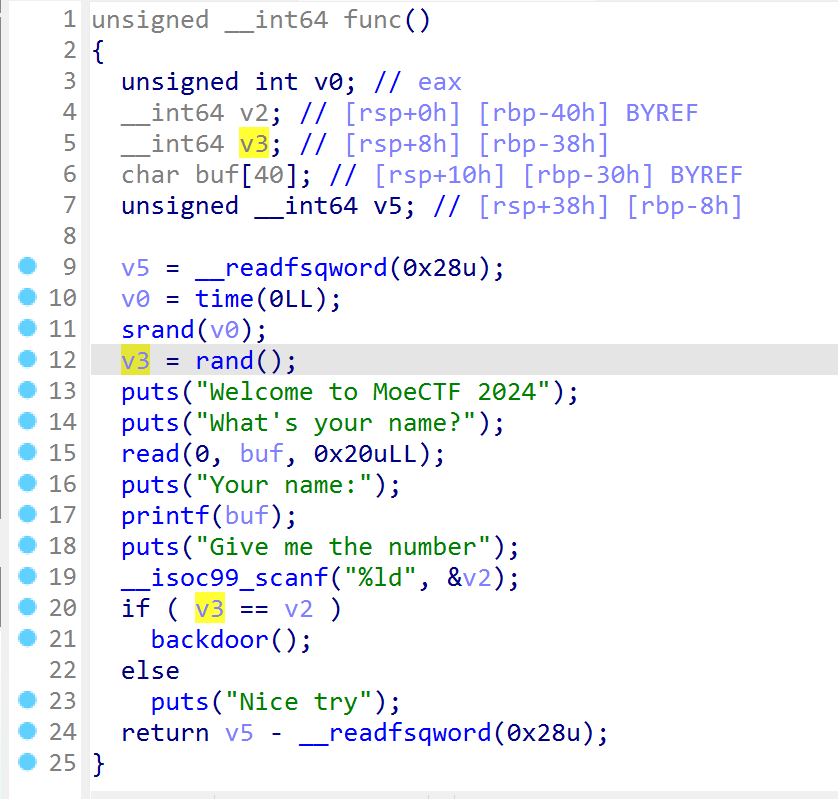 1 unsigned __int64 func()
2 {
3   unsigned int v0; // eax
4   __int64 v2; // [rsp+0h] [rbp-40h] BYREF
5   __int64 v3; // [rsp+8h] [rbp-38h]
6   char buf[40]; // [rsp+10h] [rbp-30h] BYREF
7   unsigned __int64 v5; // [rsp+38h] [rbp-8h]
8
9   v5 = __readfsqword(0x28u);
10   v0 = time(0LL);
11   srand(v0);
12   v3 = rand();
13   puts("Welcome to MoeCTF 2024");
14   puts("What's your name?");
15   read(0, buf, 0x20uLL);
16   puts("Your name:");
17   printf(buf);
18   puts("Give me the number");
19   __isoc99_scanf("%ld", &v2);
20   if ( v3 == v2 )
21     backdoor();
22   else
23     puts("Nice try");
24   return v5 - __readfsqword(0x28u);
25 }